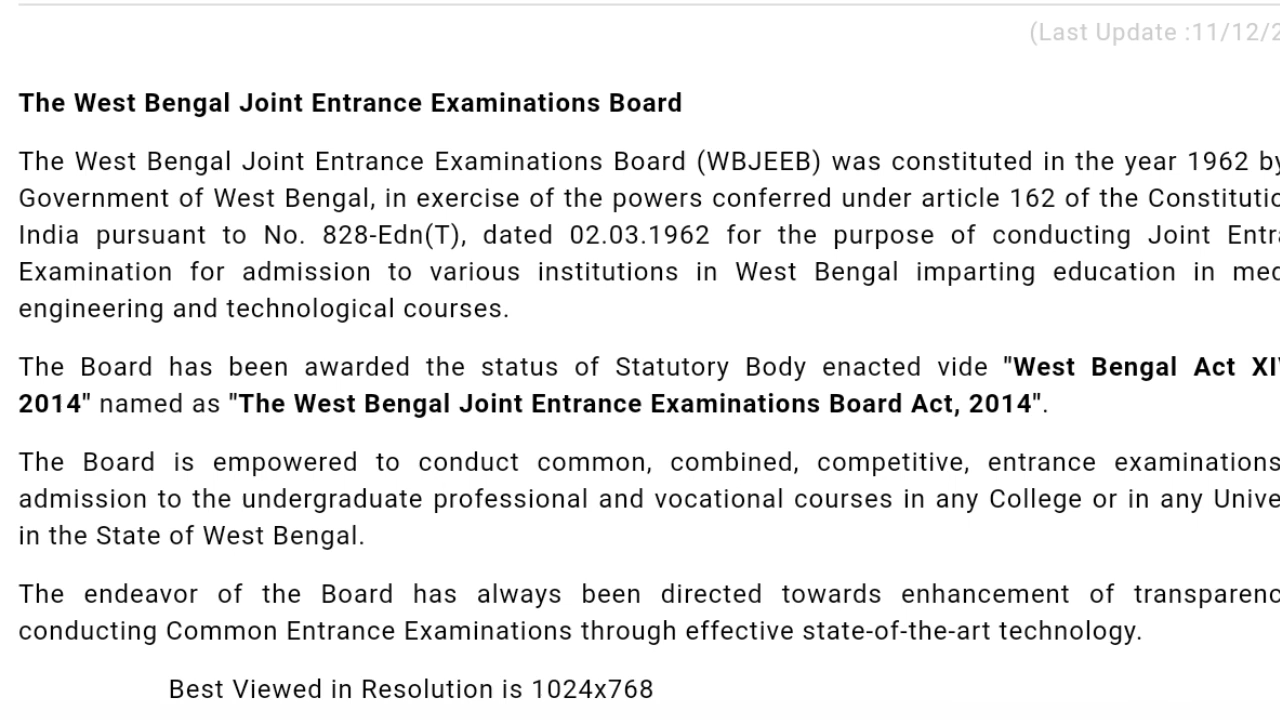 (Last Update :11/12/2
The West Bengal Joint Entrance Examinations Board
The West Bengal Joint Entrance Examinations Board (WBJEEB) was constituted in the year 1962 by
Government of West Bengal, in exercise of the powers conferred under article 162 of the Constitutio
India pursuant to No. 828-Edn(T), dated 02.03.1962 for the purpose of conducting Joint Entra
Examination for admission to various institutions in West Bengal imparting education in med
engineering and technological courses.
The Board has been awarded the status of Statutory Body enacted vide "West Bengal Act XIV
2014" named as "The West Bengal Joint Entrance Examinations Board Act, 2014".
The Board is empowered to conduct common, combined, competitive, entrance examinations
admission to the undergraduate professional and vocational courses in any College or in any Unive
in the State of West Bengal.
The endeavor of the Board has always been directed towards enhancement of transparenc
conducting Common Entrance Examinations through effective state-of-the-art technology.
Best Viewed in Resolution is 1024x768